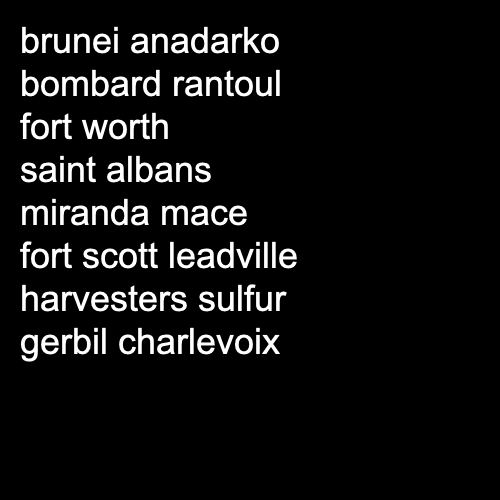 brunei anadarko
bombard rantoul
fort worth
saint albans
miranda mace
fort scott leadville
harvesters sulfur
gerbil charlevoix